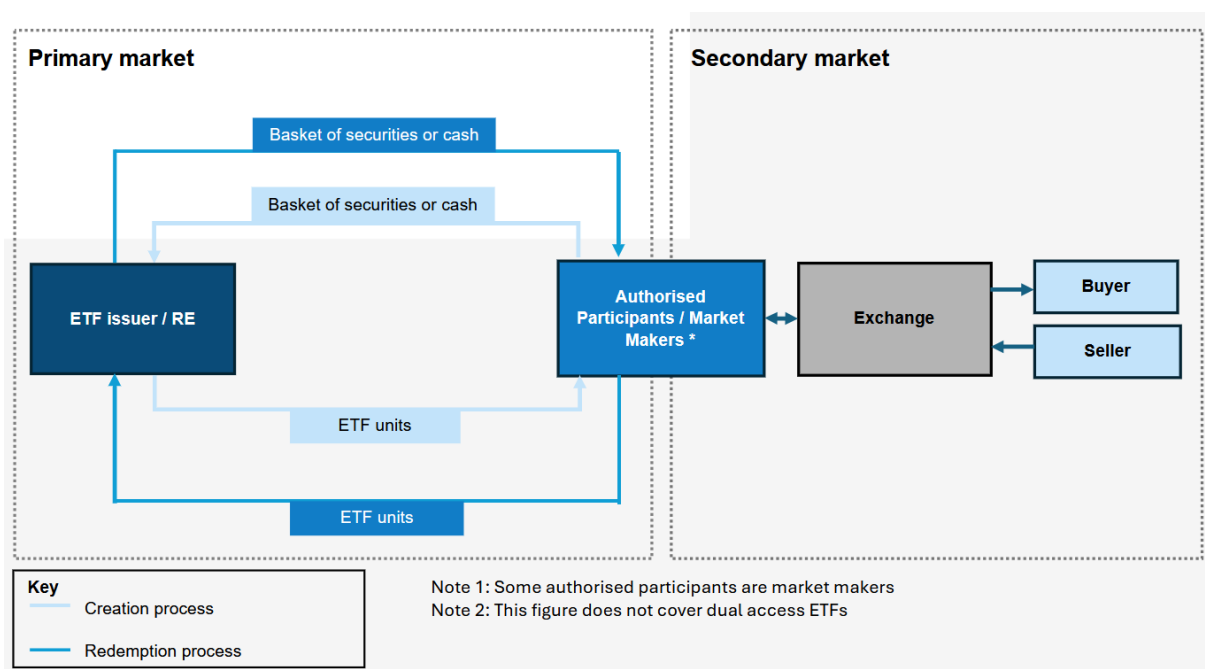 Primary market
Secondary market
Basket of securities or cash
Basket of securities or cash
ETF issuer / RE
Authorised
Participants / Market
Makers *
Exchange
Buyer
Seller
ETF units
ETF units
Key
Creation process
Redemption process
Note 1: Some authorised participants are market makers
Note 2: This figure does not cover dual access ETFs